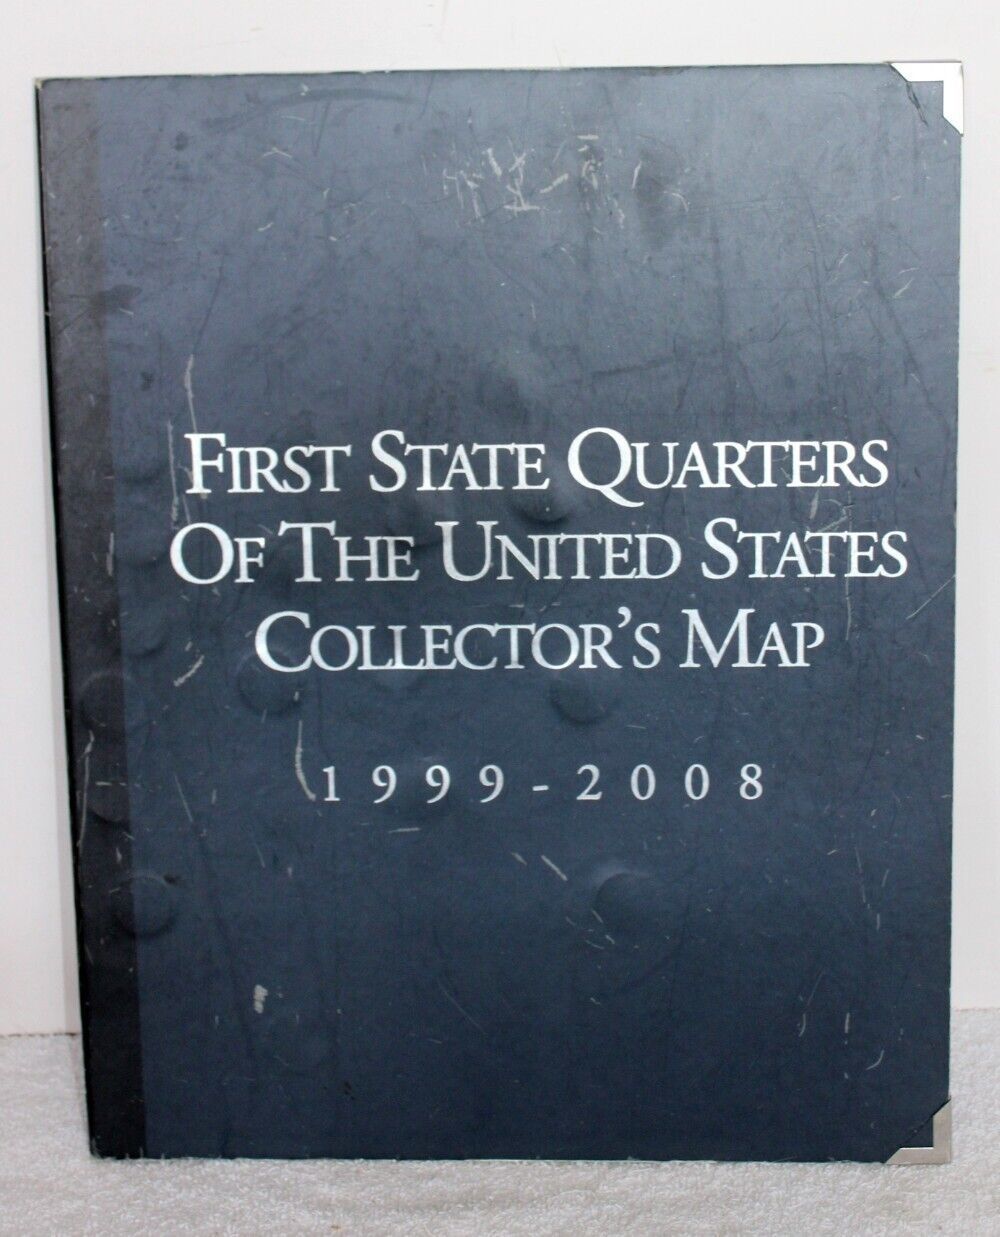 FIRST STATE QUARTERS
OF THE UNITED STATES
COLLECTOR'S MAP
1999-2008